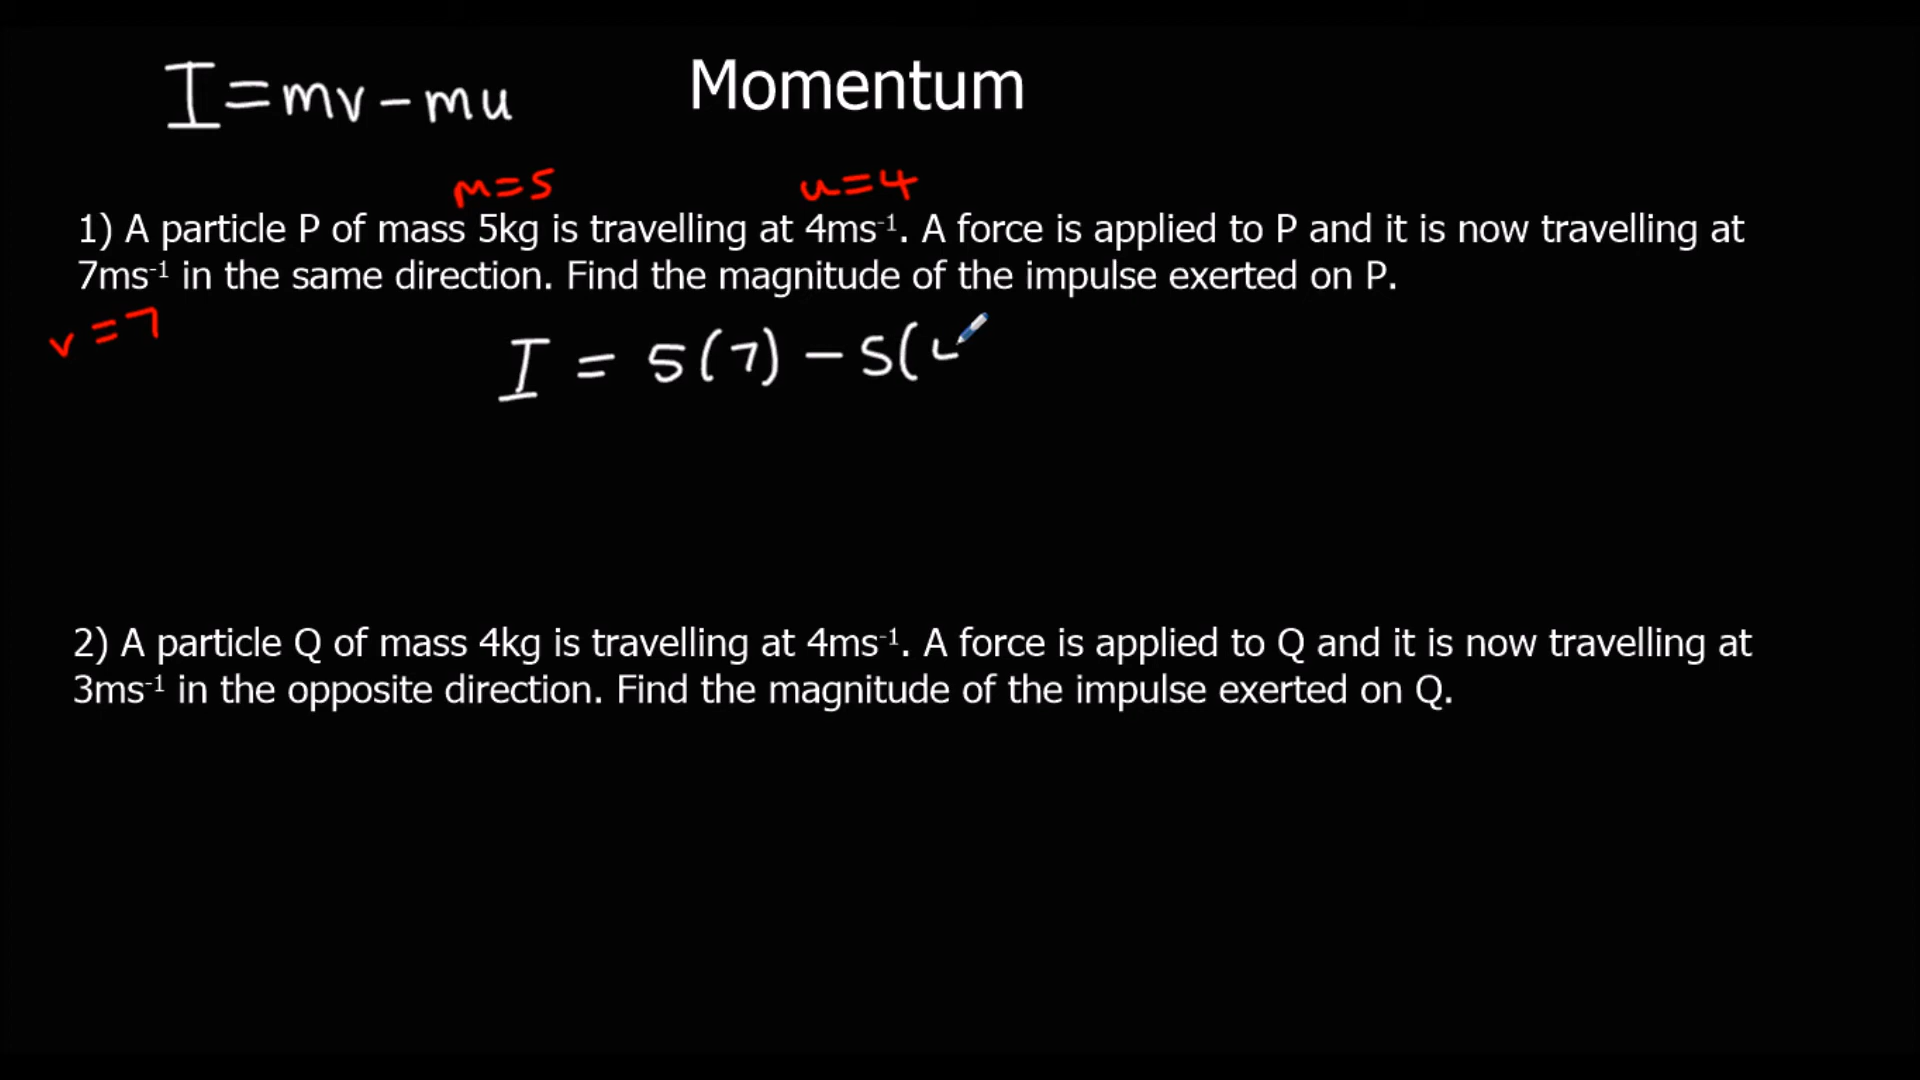 I = mv - mu
Momentum
m = 5
u = 4
1) A particle P of mass 5kg is travelling at 4ms⁻¹. A force is applied to P and it is now travelling at
7ms⁻¹ in the same direction. Find the magnitude of the impulse exerted on P.
v = 7
I = 5(7) - 5(4
2) A particle Q of mass 4kg is travelling at 4ms⁻¹. A force is applied to Q and it is now travelling at
3ms⁻¹ in the opposite direction. Find the magnitude of the impulse exerted on Q.